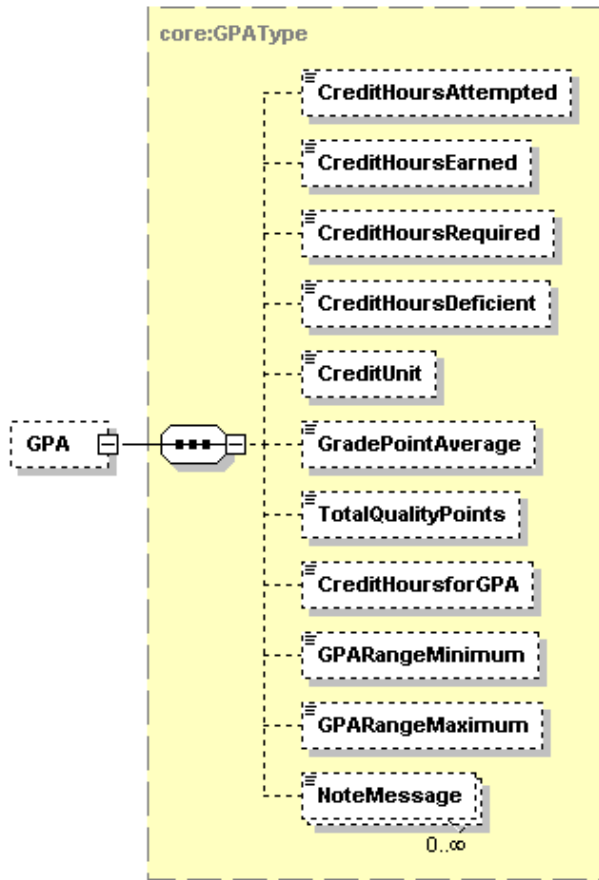 core:GPAType
CreditHoursAttempted
CreditHoursEarned
CreditHoursRequired
CreditHoursDeficient
CreditUnit
GPA
GradePointAverage
TotalQualityPoints
CreditHoursforGPA
GPARangeMinimum
GPARangeMaximum
NoteMessage
0..∞